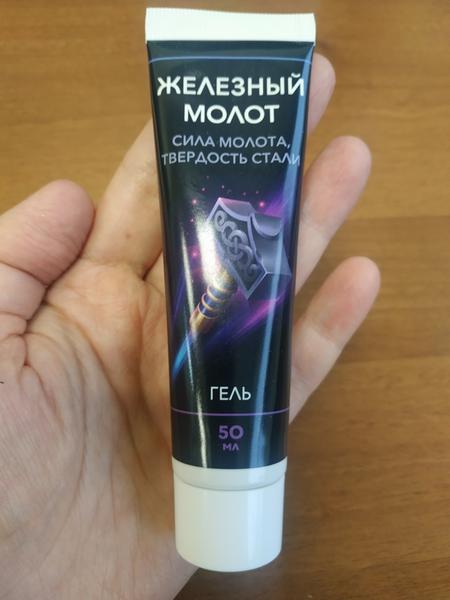 ЖЕЛЕЗНЫЙ
МОЛОТ
СИЛА МОЛОТА,
ТВЕРДОСТЬ СТАЛИ
ГЕЛЬ
50
МЛ